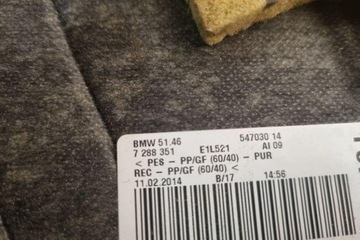 BMW 51.46 547030 14
7 288 351 E1L521 AI 09
< PES - PP/GF (60/40) - PUR
REC - PP/GF (60/40) <
11.02.2014 B/17 14:56